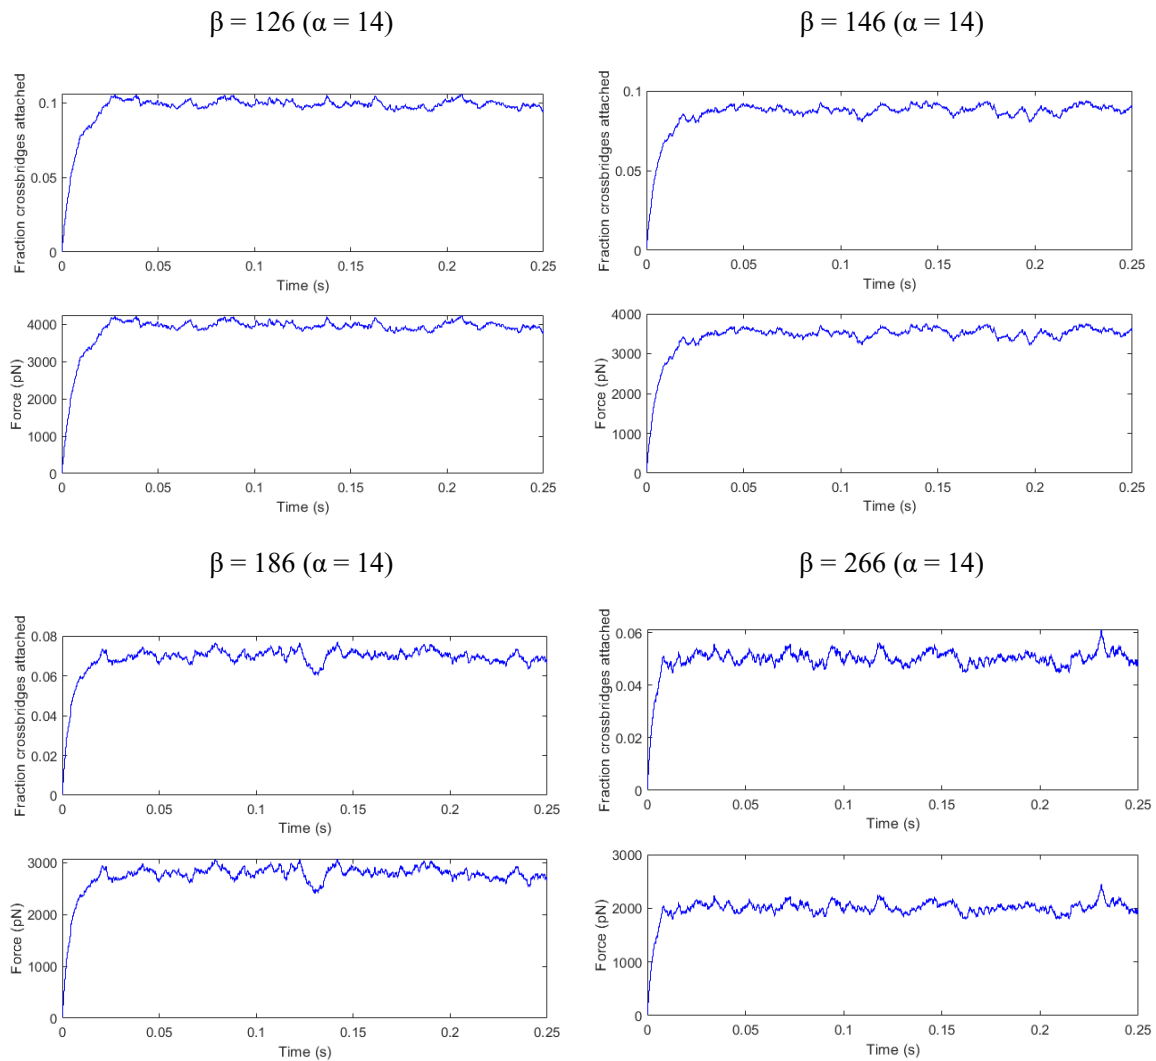 β = 126 (α = 14)
Fraction crossbridges attached
0.1
0.05
0
0 0.05 0.1 0.15 0.2 0.25
Time (s)
Force (pN)
4000
3000
2000
1000
0
0 0.05 0.1 0.15 0.2 0.25
Time (s)
β = 146 (α = 14)
Fraction crossbridges attached
0.1
0.05
0
0 0.05 0.1 0.15 0.2 0.25
Time (s)
Force (pN)
4000
3000
2000
1000
0
0 0.05 0.1 0.15 0.2 0.25
Time (s)
β = 186 (α = 14)
Fraction crossbridges attached
0.08
0.06
0.04
0.02
0
0 0.05 0.1 0.15 0.2 0.25
Time (s)
Force (pN)
3000
2000
1000
0
0 0.05 0.1 0.15 0.2 0.25
Time (s)
β = 266 (α = 14)
Fraction crossbridges attached
0.06
0.04
0.02
0
0 0.05 0.1 0.15 0.2 0.25
Time (s)
Force (pN)
3000
2000
1000
0
0 0.05 0.1 0.15 0.2 0.25
Time (s)